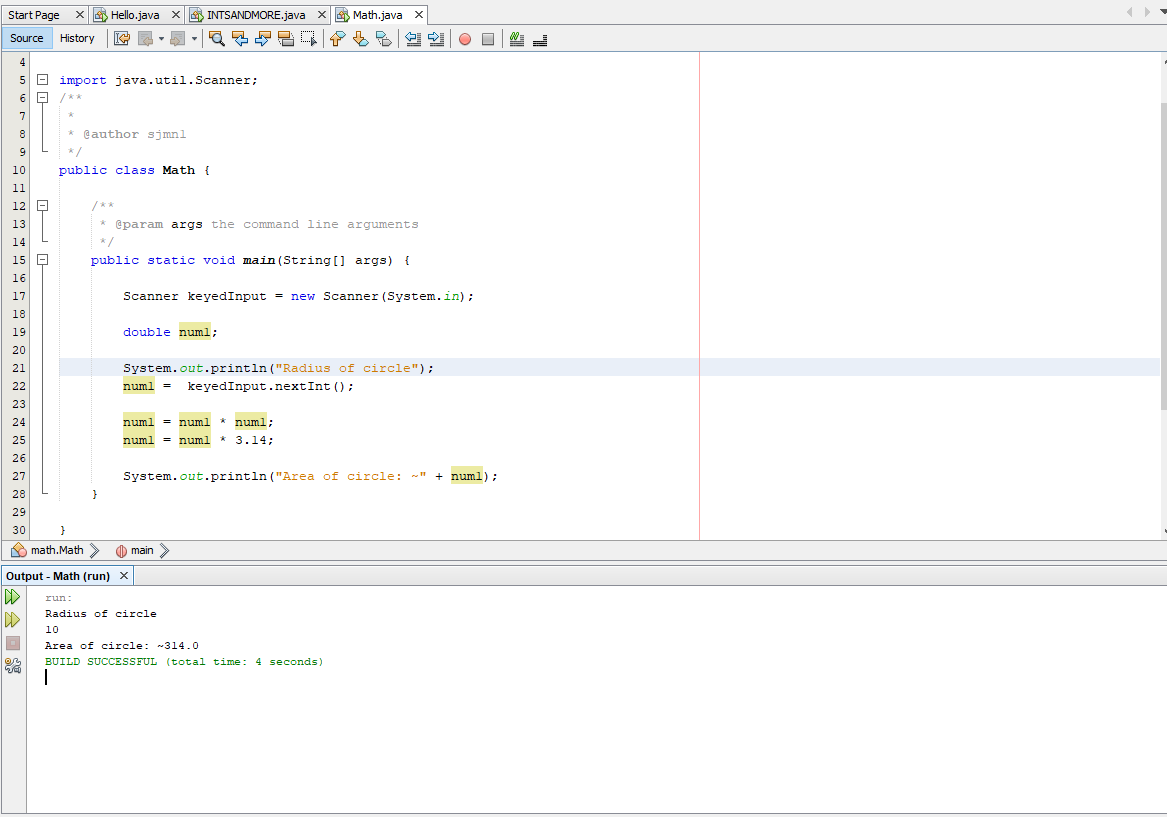 Start Page Hello.java INTSANDMORE.java Math.java
Source History
4
5 import java.util.Scanner;
6 /**
7 *
8 * @author sjmnl
9 */
10 public class Math {
11
12 /**
13 * @param args the command line arguments
14 */
15 public static void main(String[] args) {
16
17 Scanner keyedInput = new Scanner(System.in);
18
19 double num1;
20
21 System.out.println("Radius of circle");
22 num1 = keyedInput.nextInt();
23
24 num1 = num1 * num1;
25 num1 = num1 * 3.14;
26
27 System.out.println("Area of circle: ~" + num1);
28 }
29
30 }
math.Math main
Output - Math (run)
run:
Radius of circle
10
Area of circle: ~314.0
BUILD SUCCESSFUL (total time: 4 seconds)